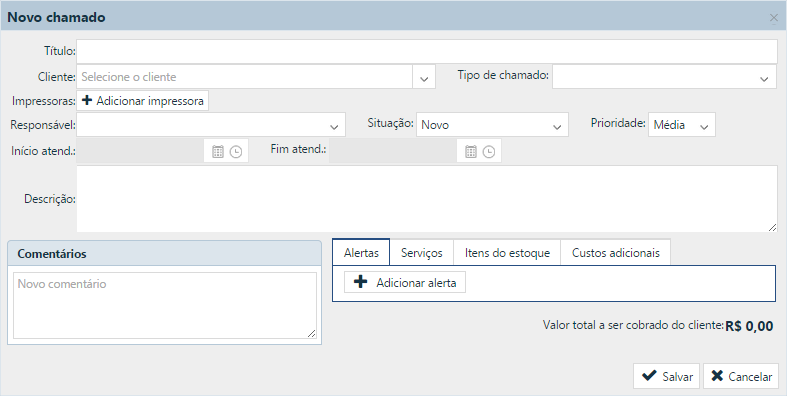 Novo chamado
Título:
Cliente: Selecione o cliente Tipo de chamado:
Impressoras: Adicionar impressora
Responsável: Situação: Novo Prioridade: Média
Início atend.: Fim atend.:
Descrição:
Comentários
Novo comentário
Alertas Serviços Itens do estoque Custos adicionais
Adicionar alerta
Valor total a ser cobrado do cliente: R$ 0,00
Salvar Cancelar